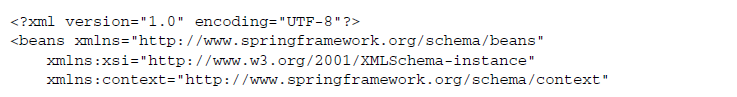 <?xml version="1.0" encoding="UTF-8"?>
<beans xmlns="http://www.springframework.org/schema/beans"
    xmlns:xsi="http://www.w3.org/2001/XMLSchema-instance"
    xmlns:context="http://www.springframework.org/schema/context"